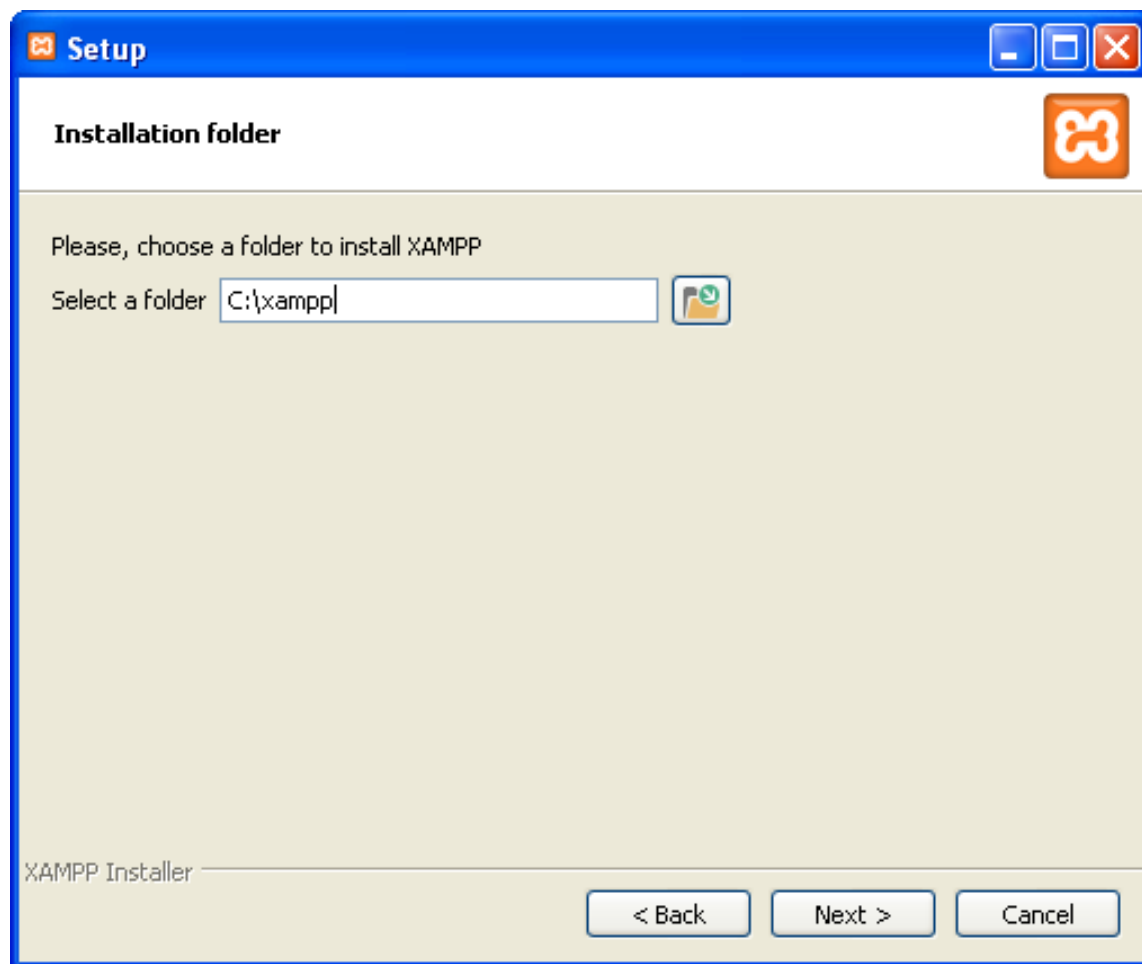 Setup
Installation folder
Please, choose a folder to install XAMPP
Select a folder C:\xampp
XAMPP Installer
< Back Next > Cancel